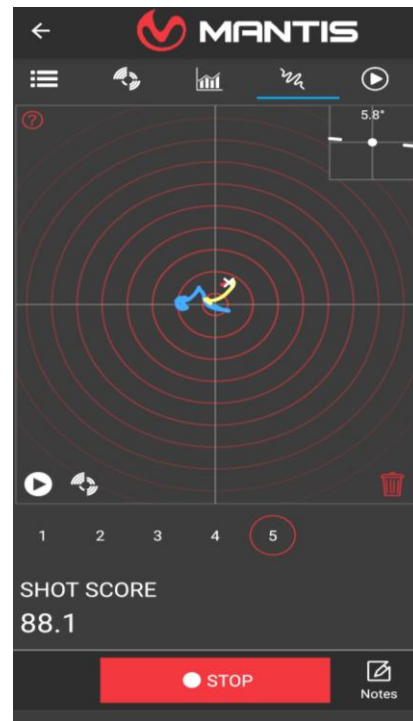 MANTIS
?
5.8°
1 2 3 4 5
SHOT SCORE
88.1
STOP
Notes